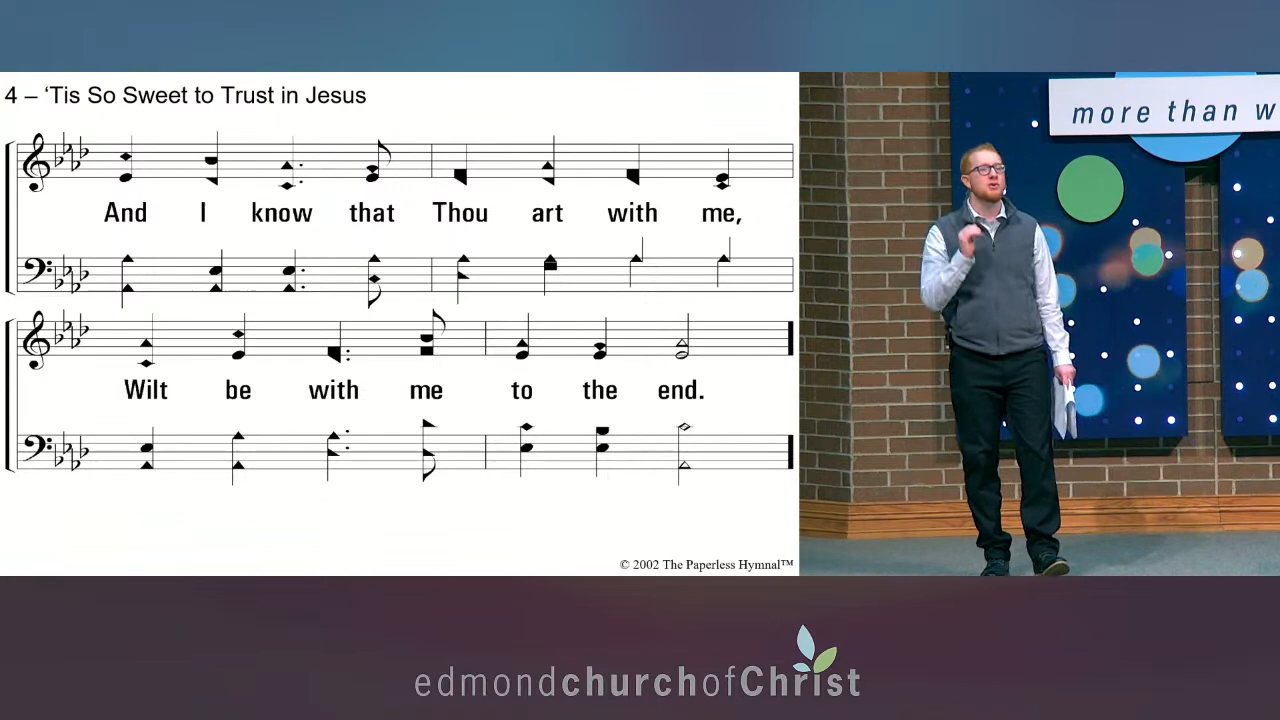 4 – ‘Tis So Sweet to Trust in Jesus
And I know that Thou art with me,
Wilt be with me to the end.
© 2002 The Paperless Hymnal™
more than w
edmondchurchofChrist